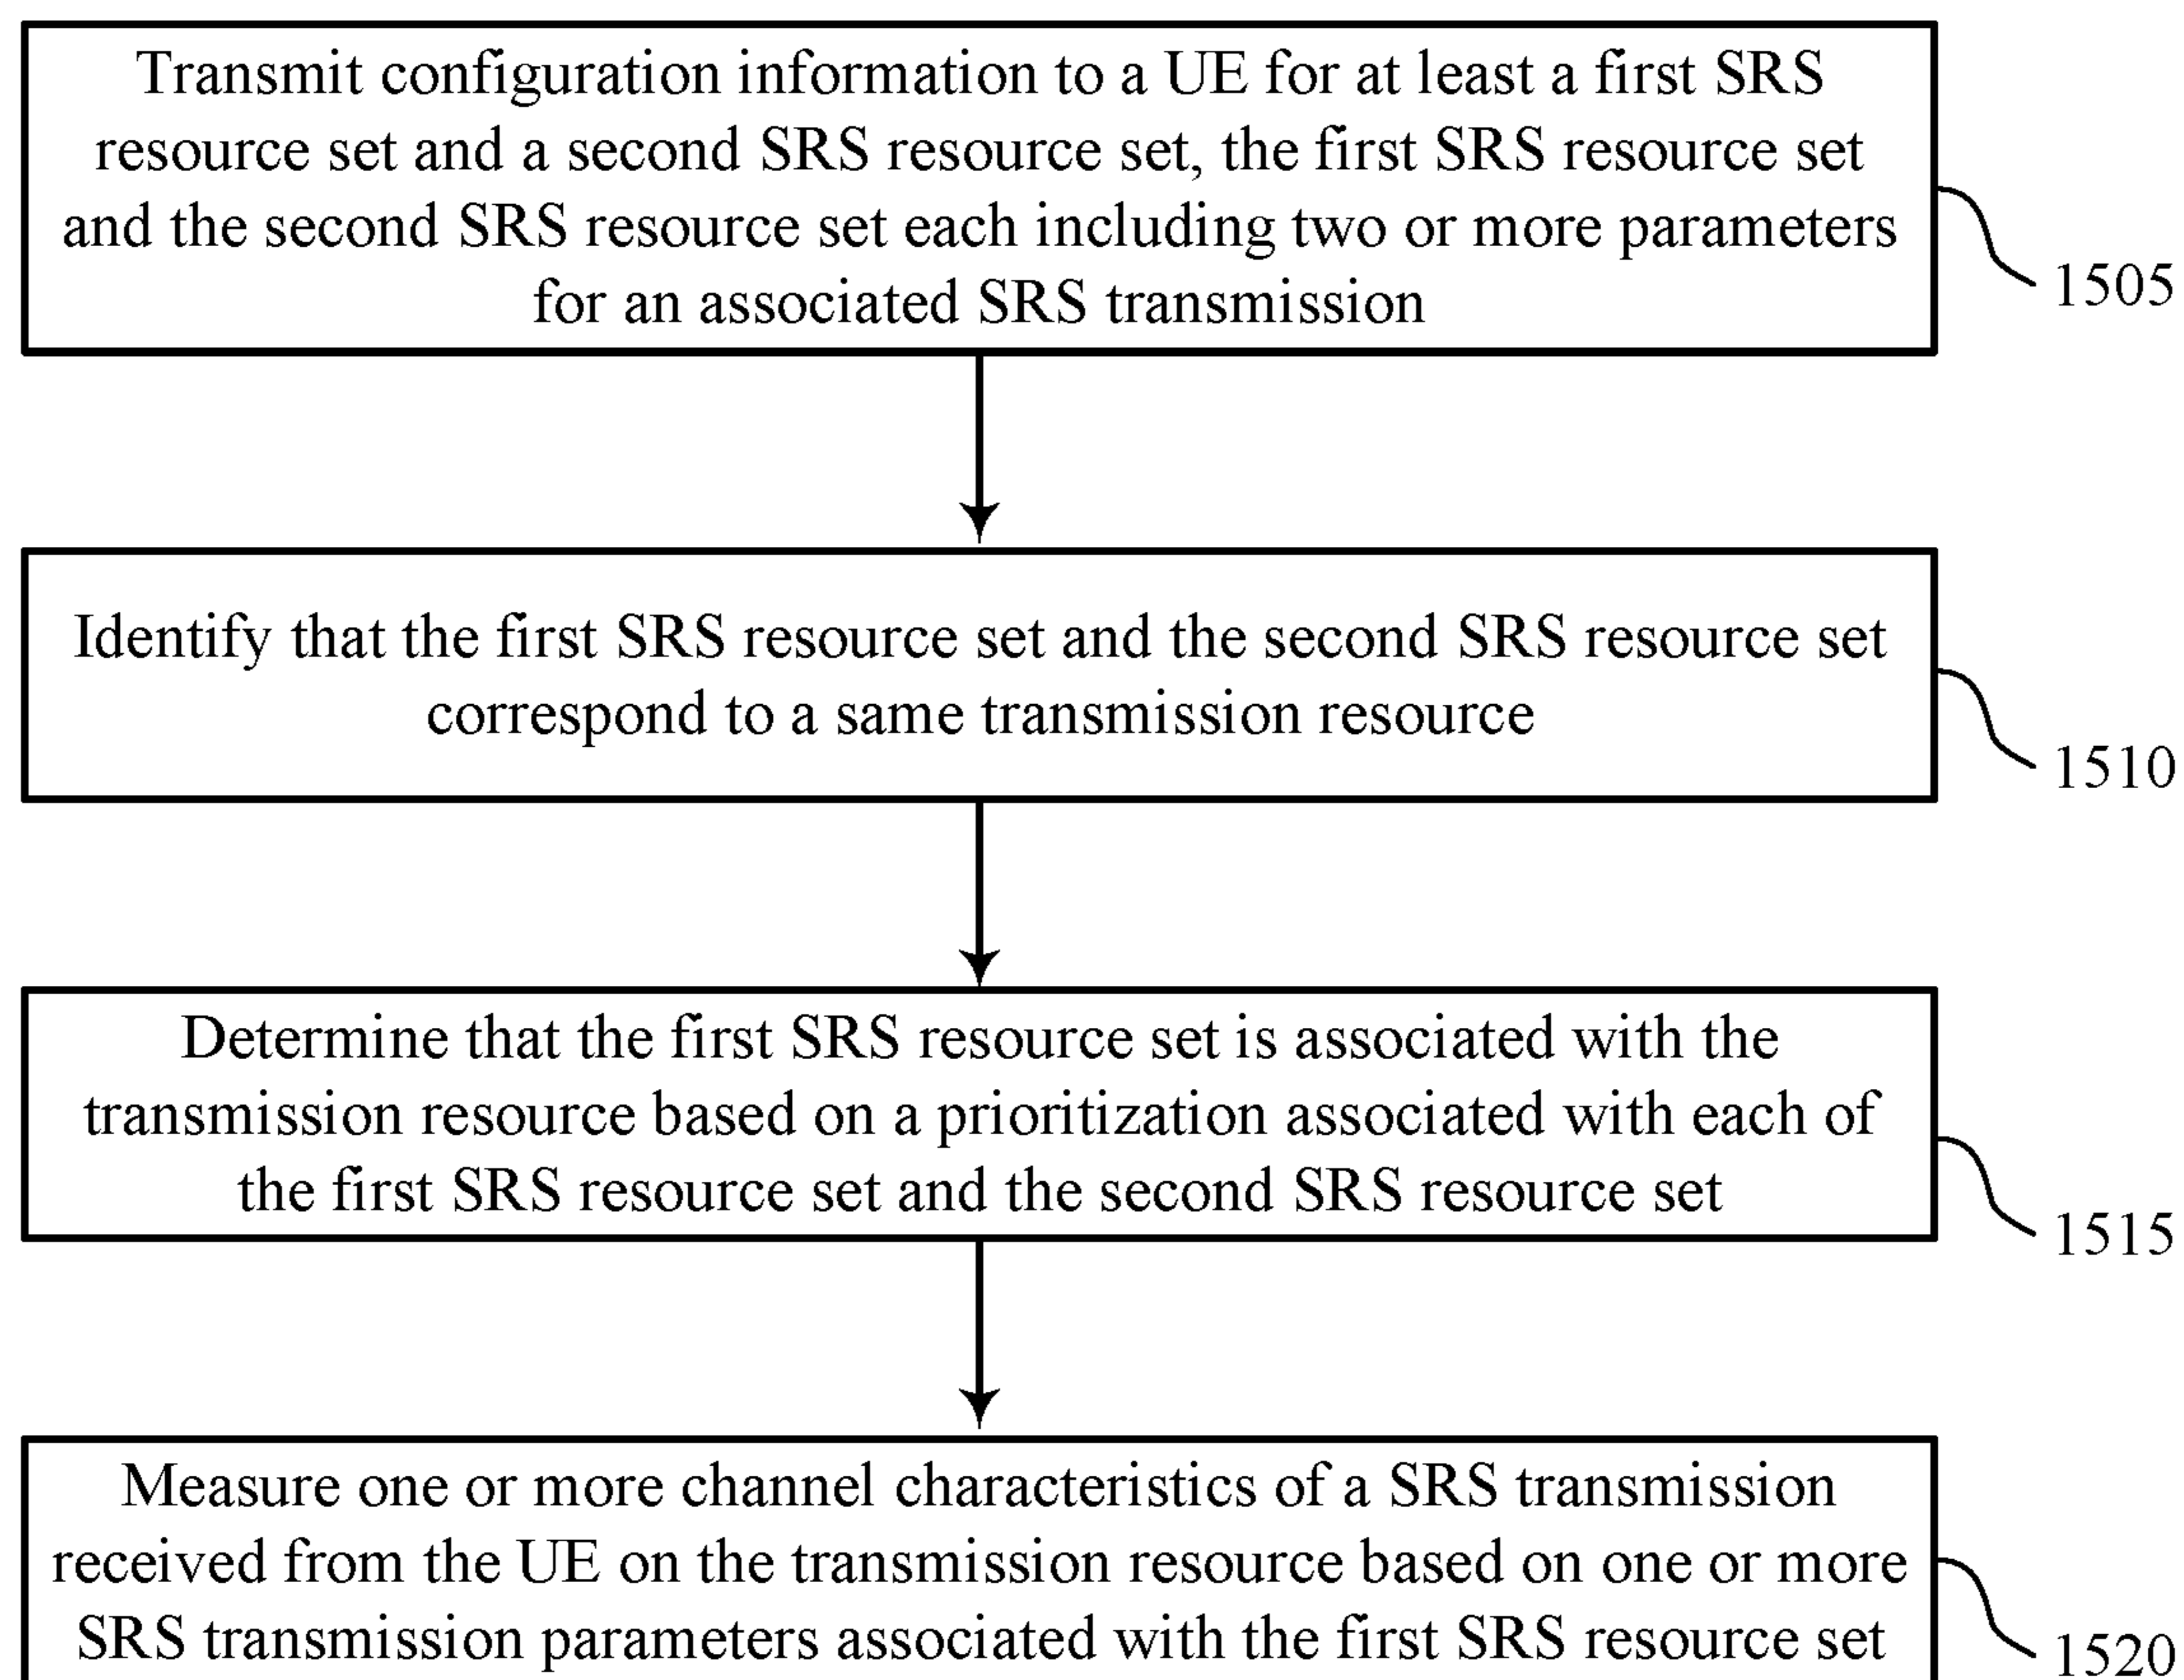 Transmit configuration information to a UE for at least a first SRS
resource set and a second SRS resource set, the first SRS resource set
and the second SRS resource set each including two or more parameters
for an associated SRS transmission
1505
Identify that the first SRS resource set and the second SRS resource set
correspond to a same transmission resource
1510
Determine that the first SRS resource set is associated with the
transmission resource based on a prioritization associated with each of
the first SRS resource set and the second SRS resource set
1515
Measure one or more channel characteristics of a SRS transmission
received from the UE on the transmission resource based on one or more
SRS transmission parameters associated with the first SRS resource set
1520